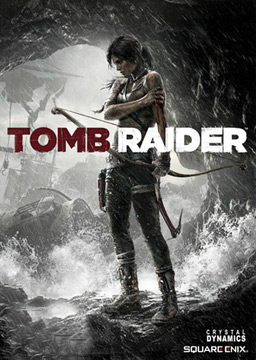 TOMB RAIDER
CRYSTAL
DYNAMICS
SQUARE ENIX.